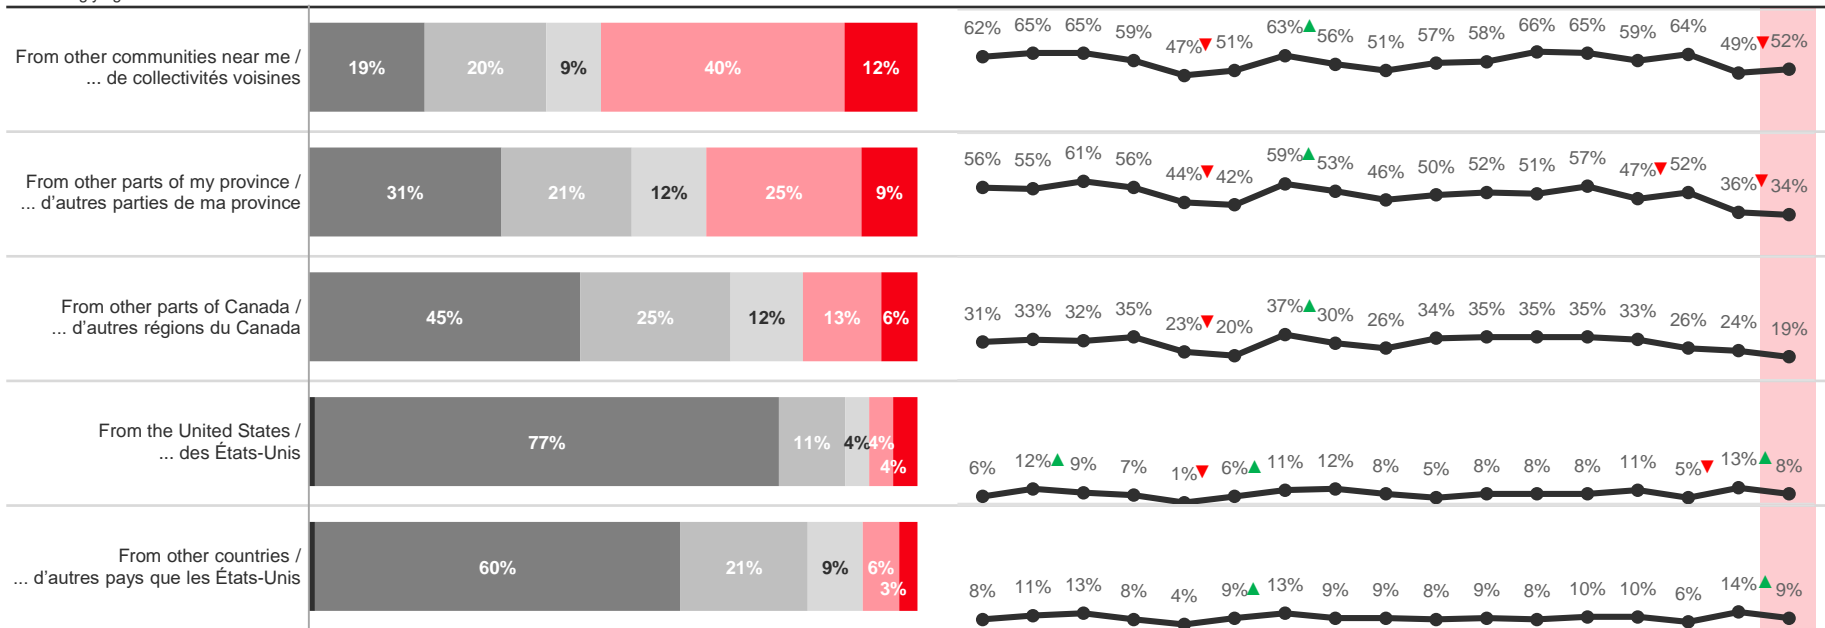 From other communities near me /
... de collectivités voisines
19% 20% 9% 40% 12%
62% 65% 65% 59% 47% 51% 63% 56% 51% 57% 58% 66% 65% 59% 64% 49% 52%
From other parts of my province /
... d'autres parties de ma province
31% 21% 12% 25% 9%
56% 55% 61% 56% 44% 42% 59% 53% 46% 50% 52% 51% 57% 47% 52% 36% 34%
From other parts of Canada /
... d'autres régions du Canada
45% 25% 12% 13% 6%
31% 33% 32% 35% 23% 20% 37% 30% 26% 34% 35% 35% 35% 33% 26% 24% 19%
From the United States /
... des États-Unis
77% 11% 4% 4% 4%
6% 12% 9% 7% 1% 6% 11% 12% 8% 5% 8% 8% 8% 11% 5% 13% 8%
From other countries /
... d'autres pays que les États-Unis
60% 21% 9% 6% 3%
8% 11% 13% 8% 4% 9% 13% 9% 9% 8% 9% 8% 10% 10% 6% 14% 9%